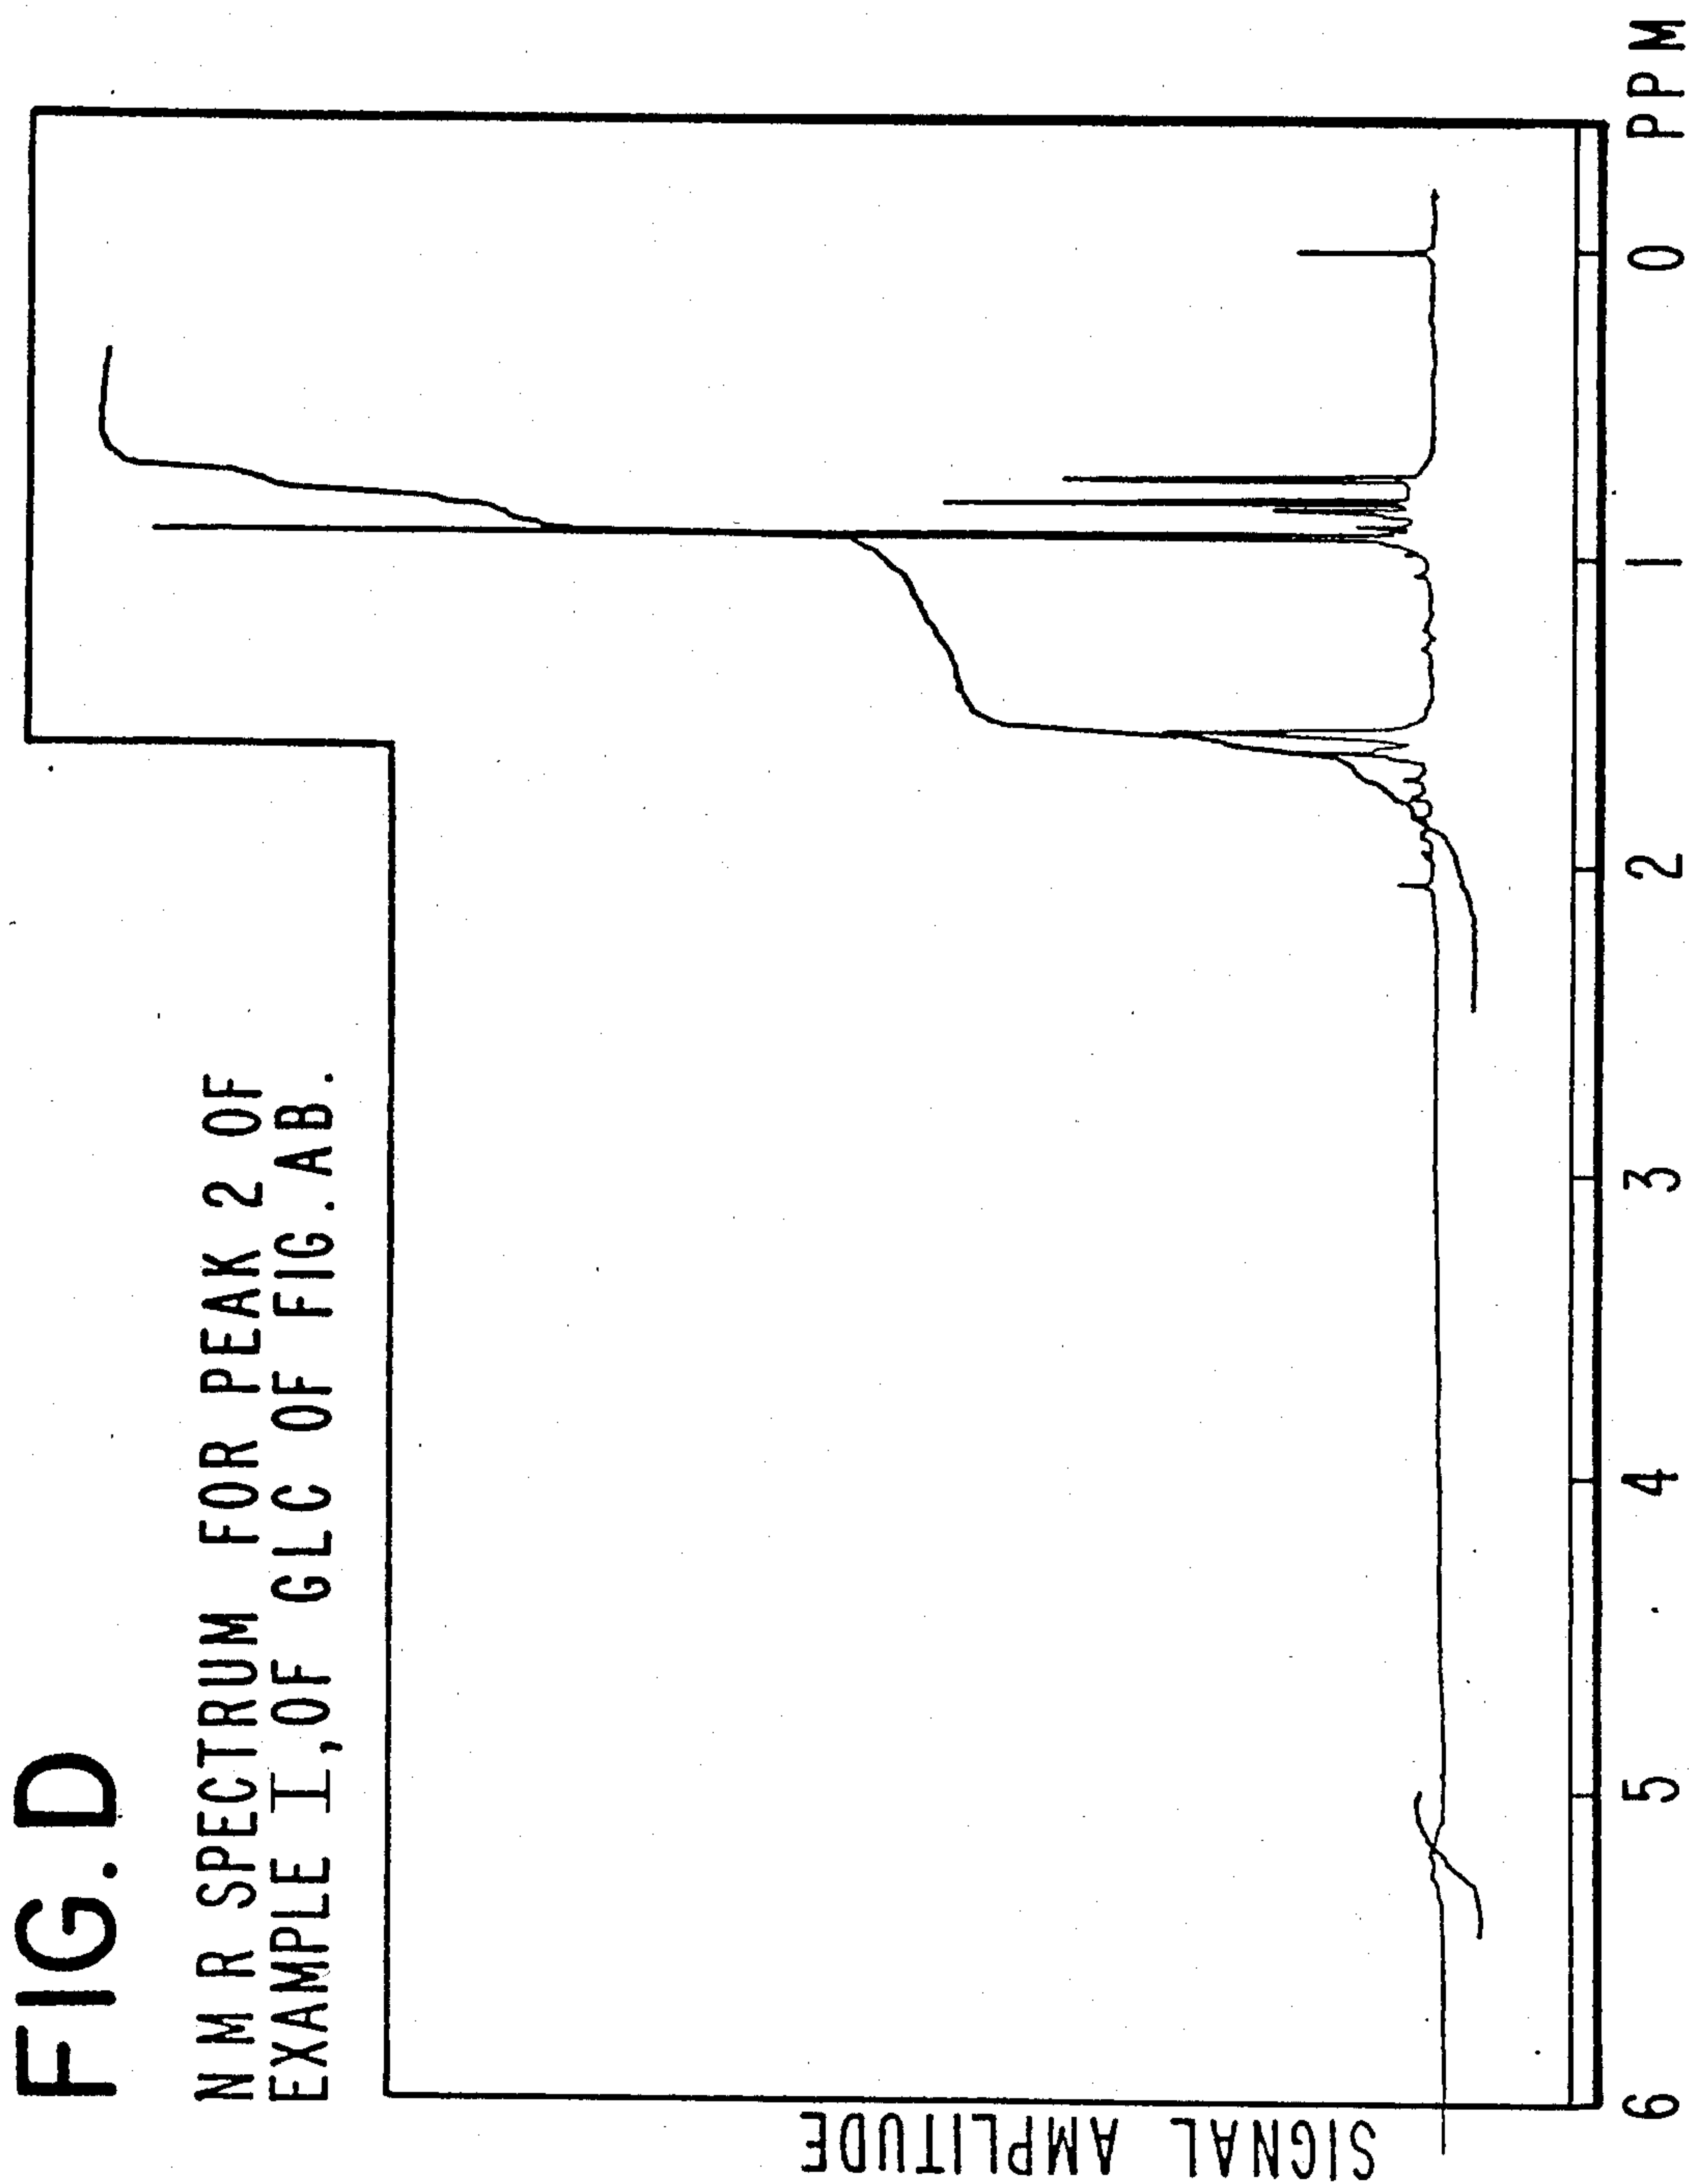 FIG.D
NMR SPECTRUM FOR PEAK 2 OF
EXAMPLE I, OF GLC OF FIG.AB.
SIGNAL AMPLITUDE
6 5 4 3 2 1 0 PPM